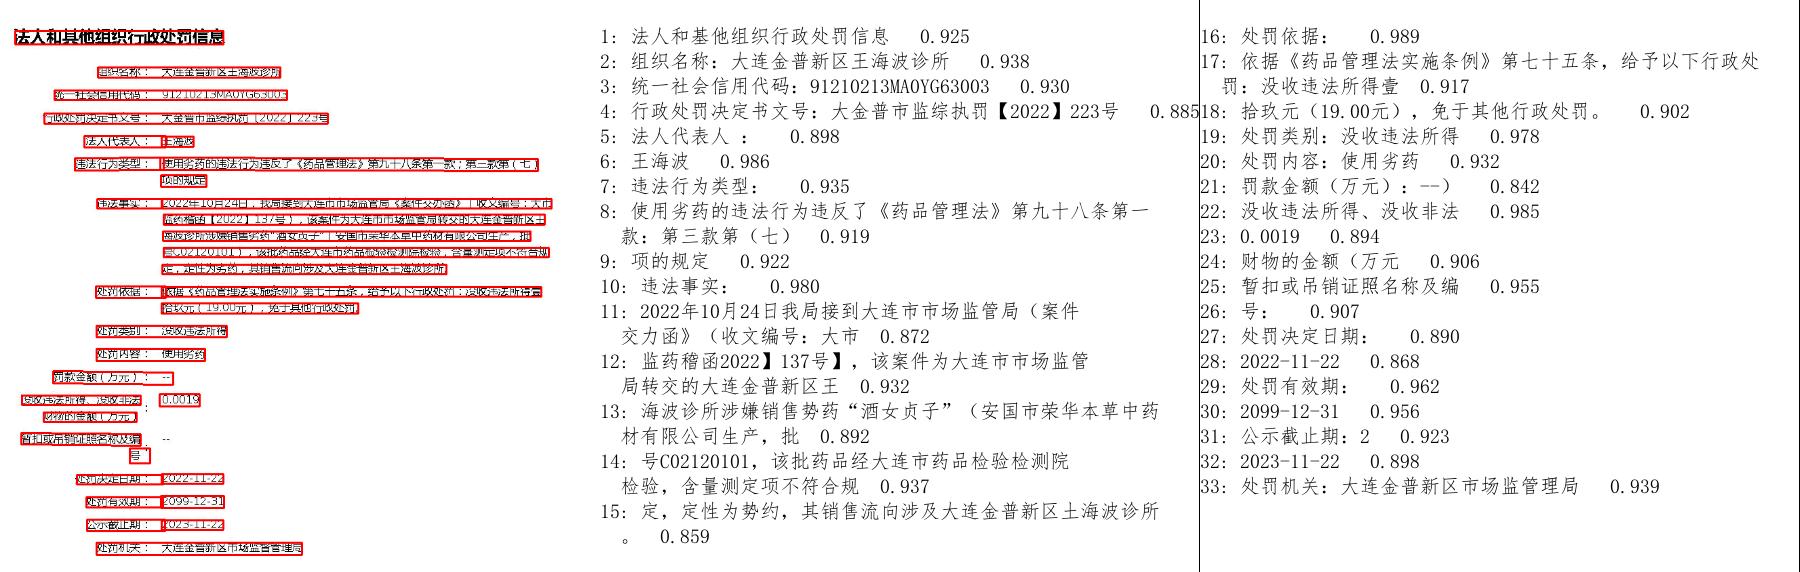 法人和其他组织行政处罚信息
组织名称： 大连金普新区王海波诊所
统一社会信用代码： 91210213MA0YG63003
行政处罚决定书文号： 大金普市监综执罚〔2022〕223号
法人代表人： 王海波
违法行为类型： 使用劣药的违法行为违反了《药品管理法》第九十八条第一款；第三款第（七）
项的规定
违法事实： 2022年10月24日，我局接到大连市市场监管局《案件交办函》（收文编号：大市
监药稽函【2022】137号），该案件为大连市市场监管局转交的大连金普新区王
海波诊所涉嫌销售劣药“酒女贞子”（安国市荣华本草中药材有限公司生产，批
号C02120101），该批药品经大连市药品检验检测院检验，含量测定项不符合规
定，定性为劣药，其销售流向涉及大连金普新区王海波诊所。
处罚依据： 依据《药品管理法实施条例》第七十五条，给予以下行政处罚：没收违法所得壹
拾玖元（19.00元），免于其他行政处罚。
处罚类别： 没收违法所得
处罚内容： 使用劣药
罚款金额（万元）： --
没收违法所得、没收非法 0.0019
财物的金额（万元） ：
暂扣或吊销证照名称及编 --
号：
处罚决定日期： 2022-11-22
处罚有效期： 2099-12-31
公示截止期： 2023-11-22
处罚机关： 大连金普新区市场监督管理局
1: 法人和基他组织行政处罚信息 0.925
2: 组织名称：大连金普新区王海波诊所 0.938
3: 统一社会信用代码：91210213MA0YG63003 0.930
4: 行政处罚决定书文号：大金普市监综执罚【2022】223号 0.885
5: 法人代表人 ： 0.898
6: 王海波 0.986
7: 违法行为类型： 0.935
8: 使用劣药的违法行为违反了《药品管理法》第九十八条第一
款：第三款第（七） 0.919
9: 项的规定 0.922
10: 违法事实： 0.980
11: 2022年10月24日我局接到大连市市场监管局（案件
交力函》（收文编号：大市 0.872
12: 监药稽函2022】137号】，该案件为大连市市场监管
局转交的大连金普新区王 0.932
13: 海波诊所涉嫌销售势药“酒女贞子”（安国市荣华本草中药
材有限公司生产，批 0.892
14: 号C02120101，该批药品经大连市药品检验检测院
检验，含量测定项不符合规 0.937
15: 定，定性为势约，其销售流向涉及大连金普新区土海波诊所
。 0.859
16: 处罚依据： 0.989
17: 依据《药品管理法实施条例》第七十五条，给予以下行政处
罚：没收违法所得壹 0.917
18: 拾玖元（19.00元），免于其他行政处罚。 0.902
19: 处罚类别：没收违法所得 0.978
20: 处罚内容：使用劣药 0.932
21: 罚款金额（万元）：--） 0.842
22: 没收违法所得、没收非法 0.985
23: 0.0019 0.894
24: 财物的金额（万元 0.906
25: 暂扣或吊销证照名称及编 0.955
26: 号： 0.907
27: 处罚决定日期： 0.890
28: 2022-11-22 0.868
29: 处罚有效期： 0.962
30: 2099-12-31 0.956
31: 公示截止期：2 0.923
32: 2023-11-22 0.898
33: 处罚机关：大连金普新区市场监管理局 0.939